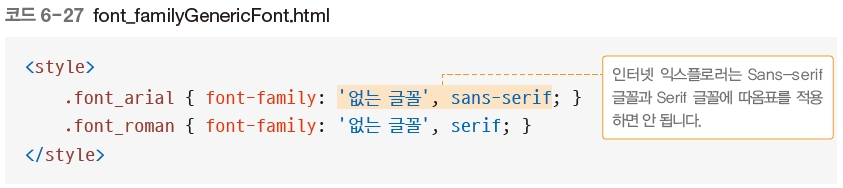 코드 6-27 font_familyGenericFont.html
<style>
.font_arial { font-family: '없는 글꼴', sans-serif; }
.font_roman { font-family: '없는 글꼴', serif; }
</style>
인터넷 익스플로러는 Sans-serif
글꼴과 Serif 글꼴에 따옴표를 적용
하면 안 됩니다.